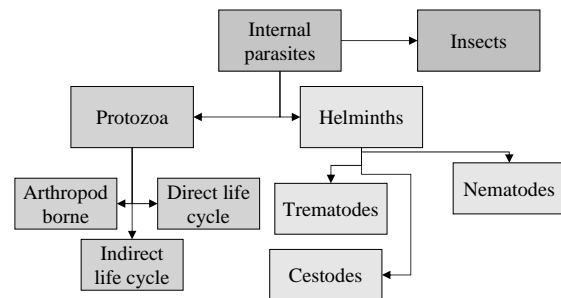 Internal
parasites
Insects
Protozoa
Helminths
Arthropod
borne
Direct life
cycle
Indirect
life cycle
Trematodes
Nematodes
Cestodes